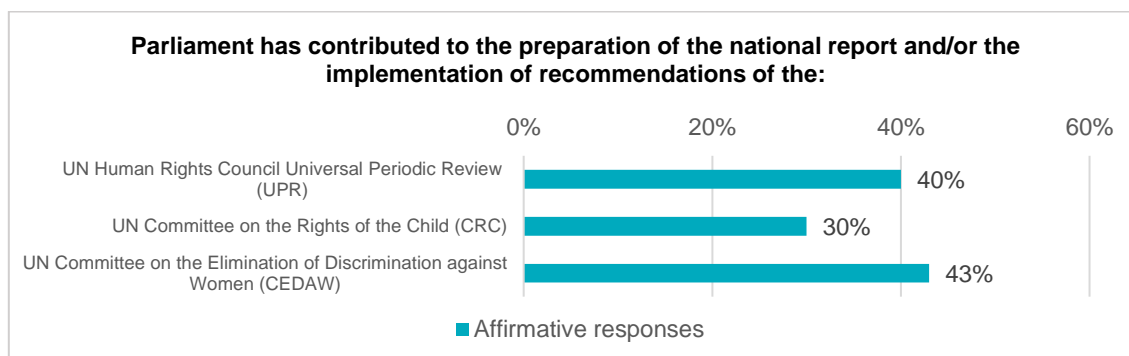 Parliament has contributed to the preparation of the national report and/or the
implementation of recommendations of the:
0%
20%
40%
60%
UN Human Rights Council Universal Periodic Review
(UPR)
40%
UN Committee on the Rights of the Child (CRC)
30%
UN Committee on the Elimination of Discrimination against
Women (CEDAW)
43%
Affirmative responses